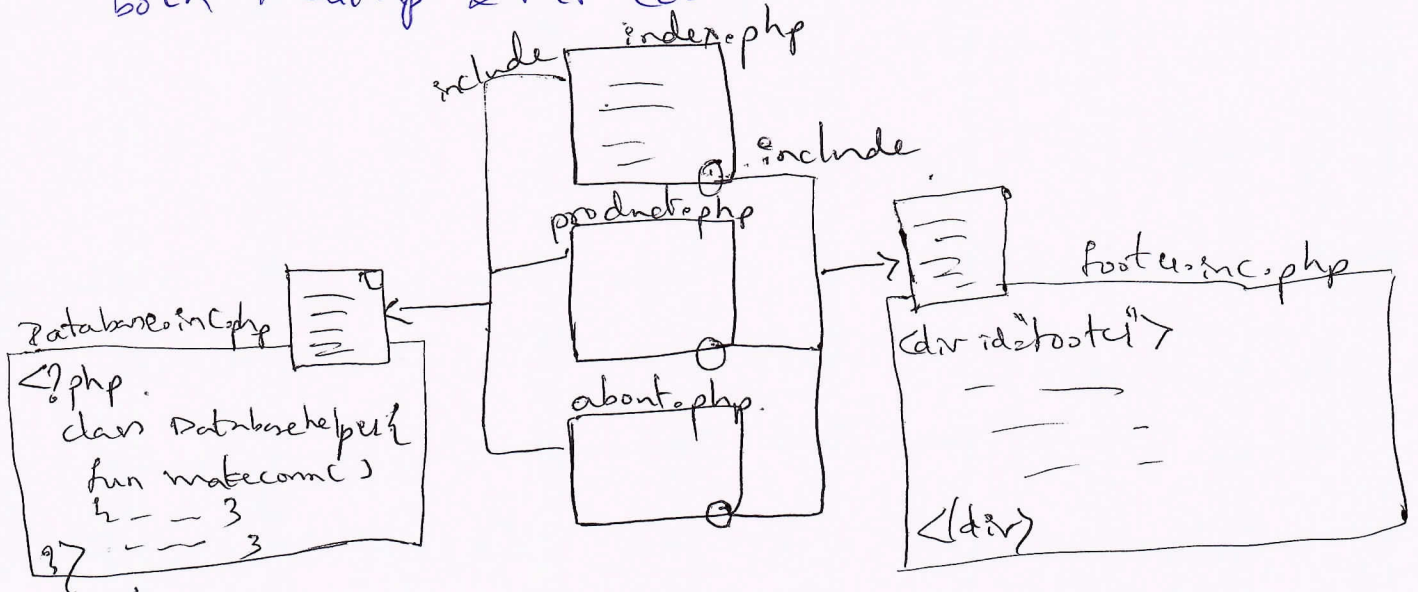 both
index.php
include
include
product.php
footer.inc.php
Database.inc.php
<div id="footer">
<?php.
about.php.
class Databasehelper{
fun makeconn()
{ - - }
- - - }
</div>
?>